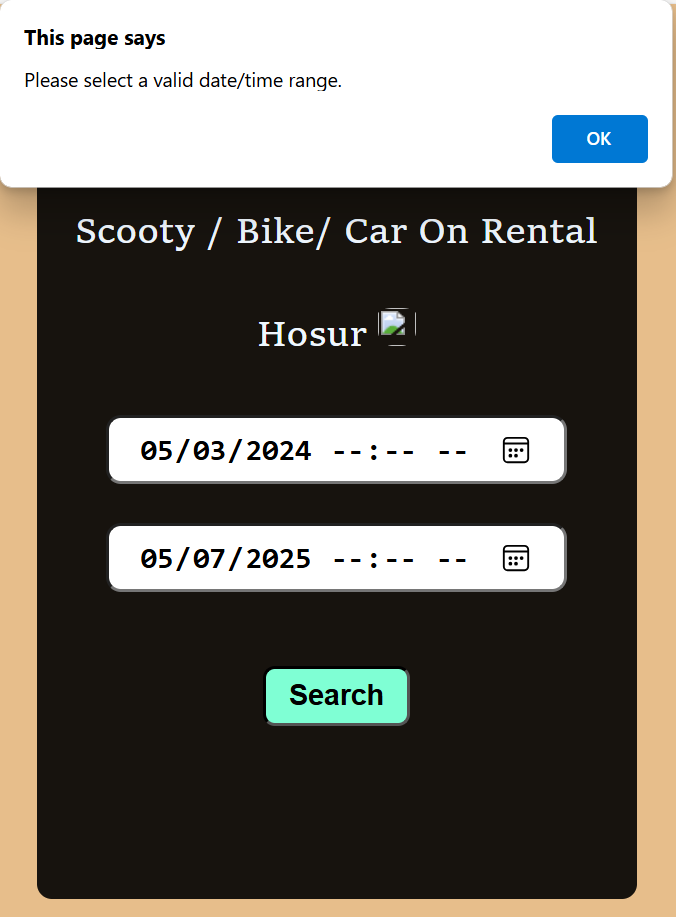 This page says
Please select a valid date/time range.
OK
Scooty / Bike/ Car On Rental
Hosur
05/03/2024 --:-- --
05/07/2025 --:-- --
Search